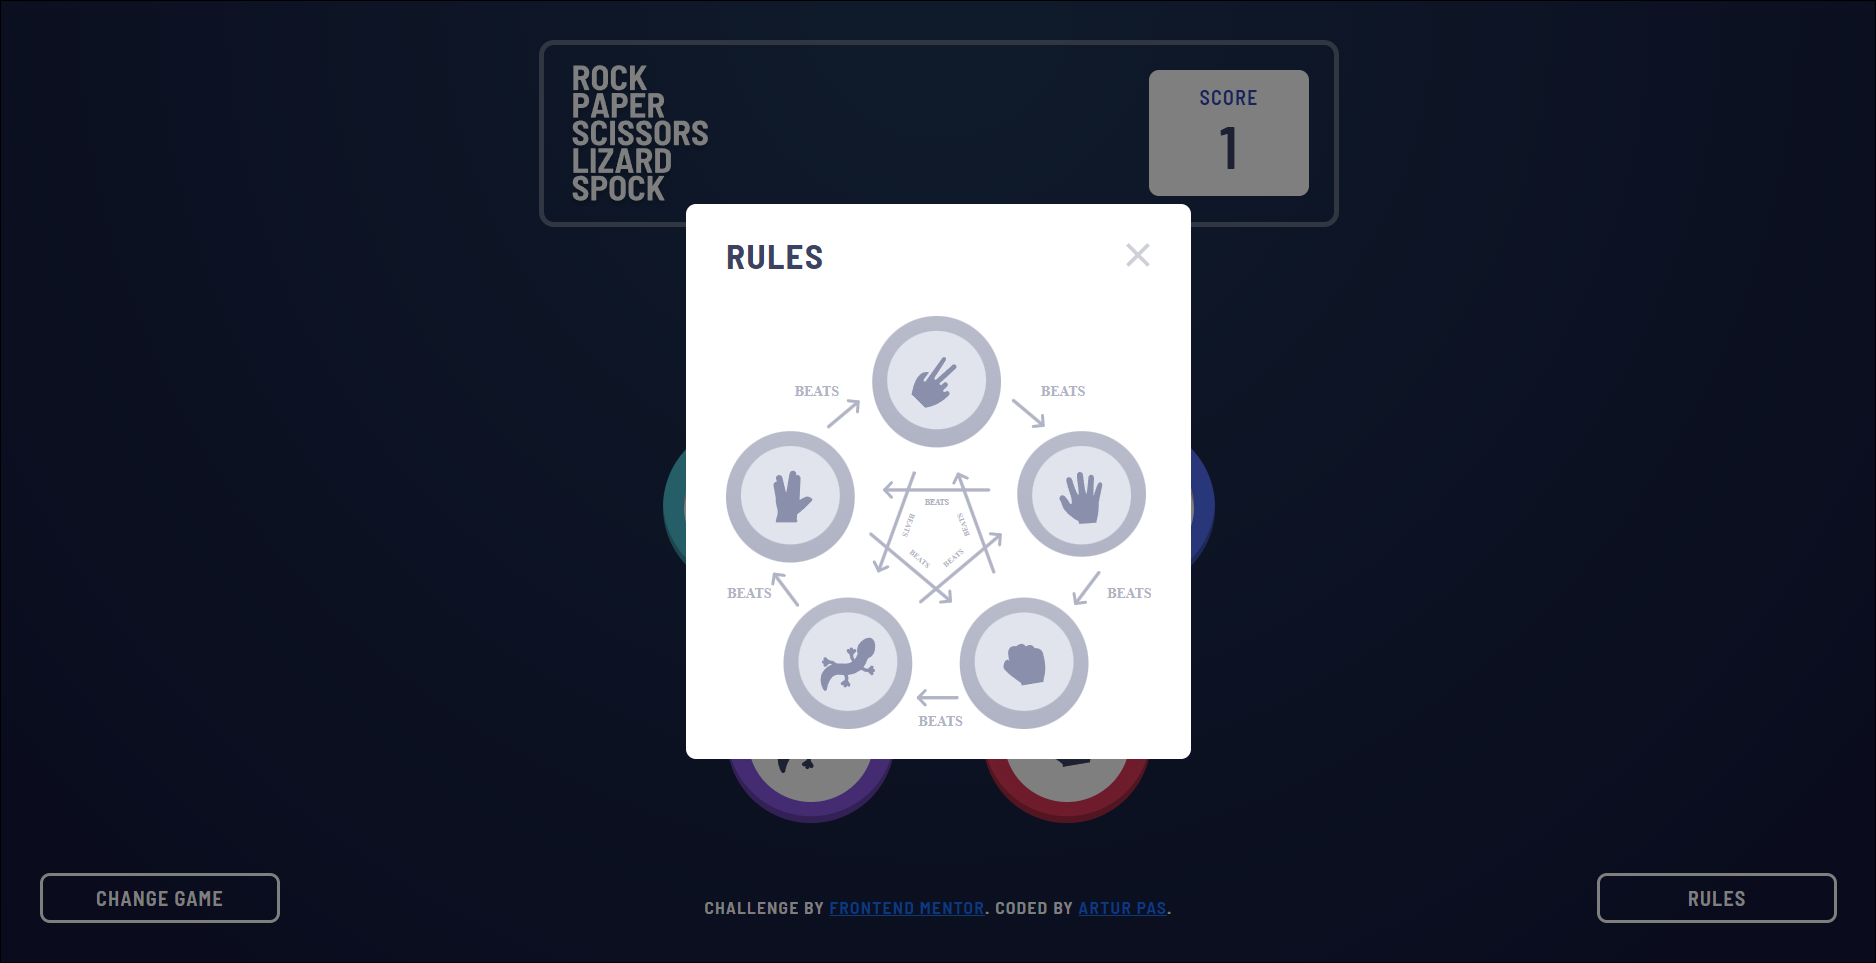 ROCK
PAPER
SCISSORS
LIZARD
SPOCK
SCORE
1
RULES
BEATS
BEATS
BEATS
BEATS
BEATS
BEATS
BEATS
BEATS
BEATS
BEATS
CHANGE GAME
CHALLENGE BY FRONTEND MENTOR. CODED BY ARTUR PAS.
RULES